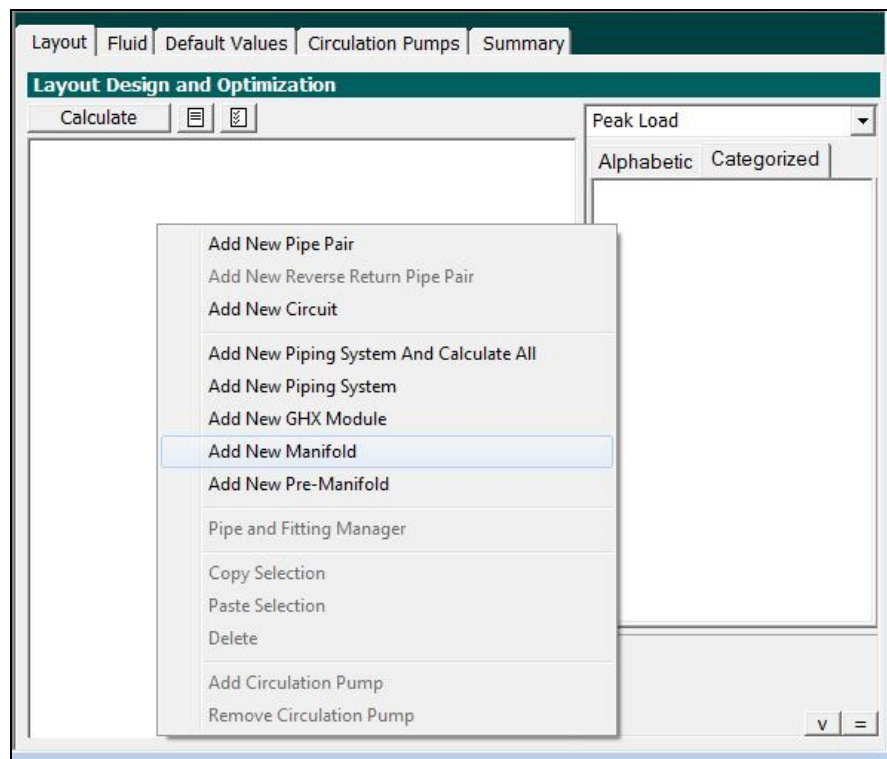 Layout Fluid Default Values Circulation Pumps Summary
Layout Design and Optimization
Calculate
Peak Load
Alphabetic Categorized
Add New Pipe Pair
Add New Reverse Return Pipe Pair
Add New Circuit
Add New Piping System And Calculate All
Add New Piping System
Add New GHX Module
Add New Manifold
Add New Pre-Manifold
Pipe and Fitting Manager
Copy Selection
Paste Selection
Delete
Add Circulation Pump
Remove Circulation Pump
v =